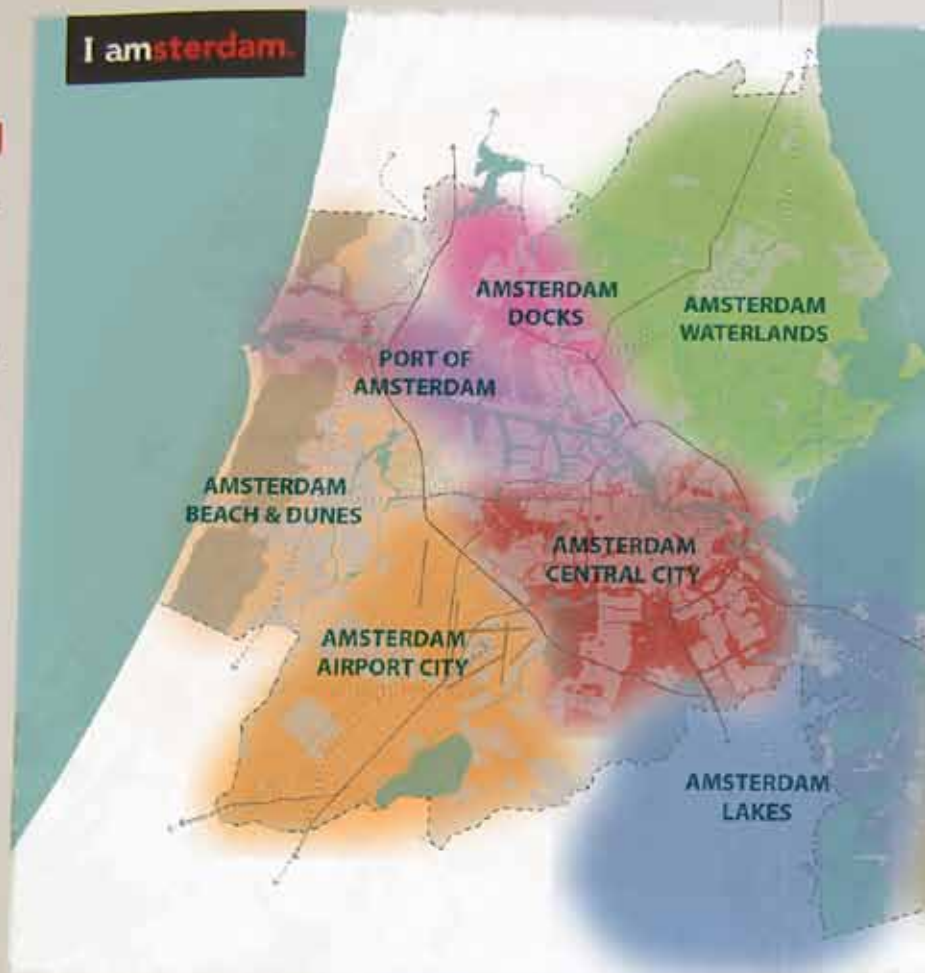 I amsterdam.
AMSTERDAM
DOCKS
AMSTERDAM
WATERLANDS
PORT OF
AMSTERDAM
AMSTERDAM
BEACH & DUNES
AMSTERDAM
CENTRAL CITY
AMSTERDAM
AIRPORT CITY
AMSTERDAM
LAKES